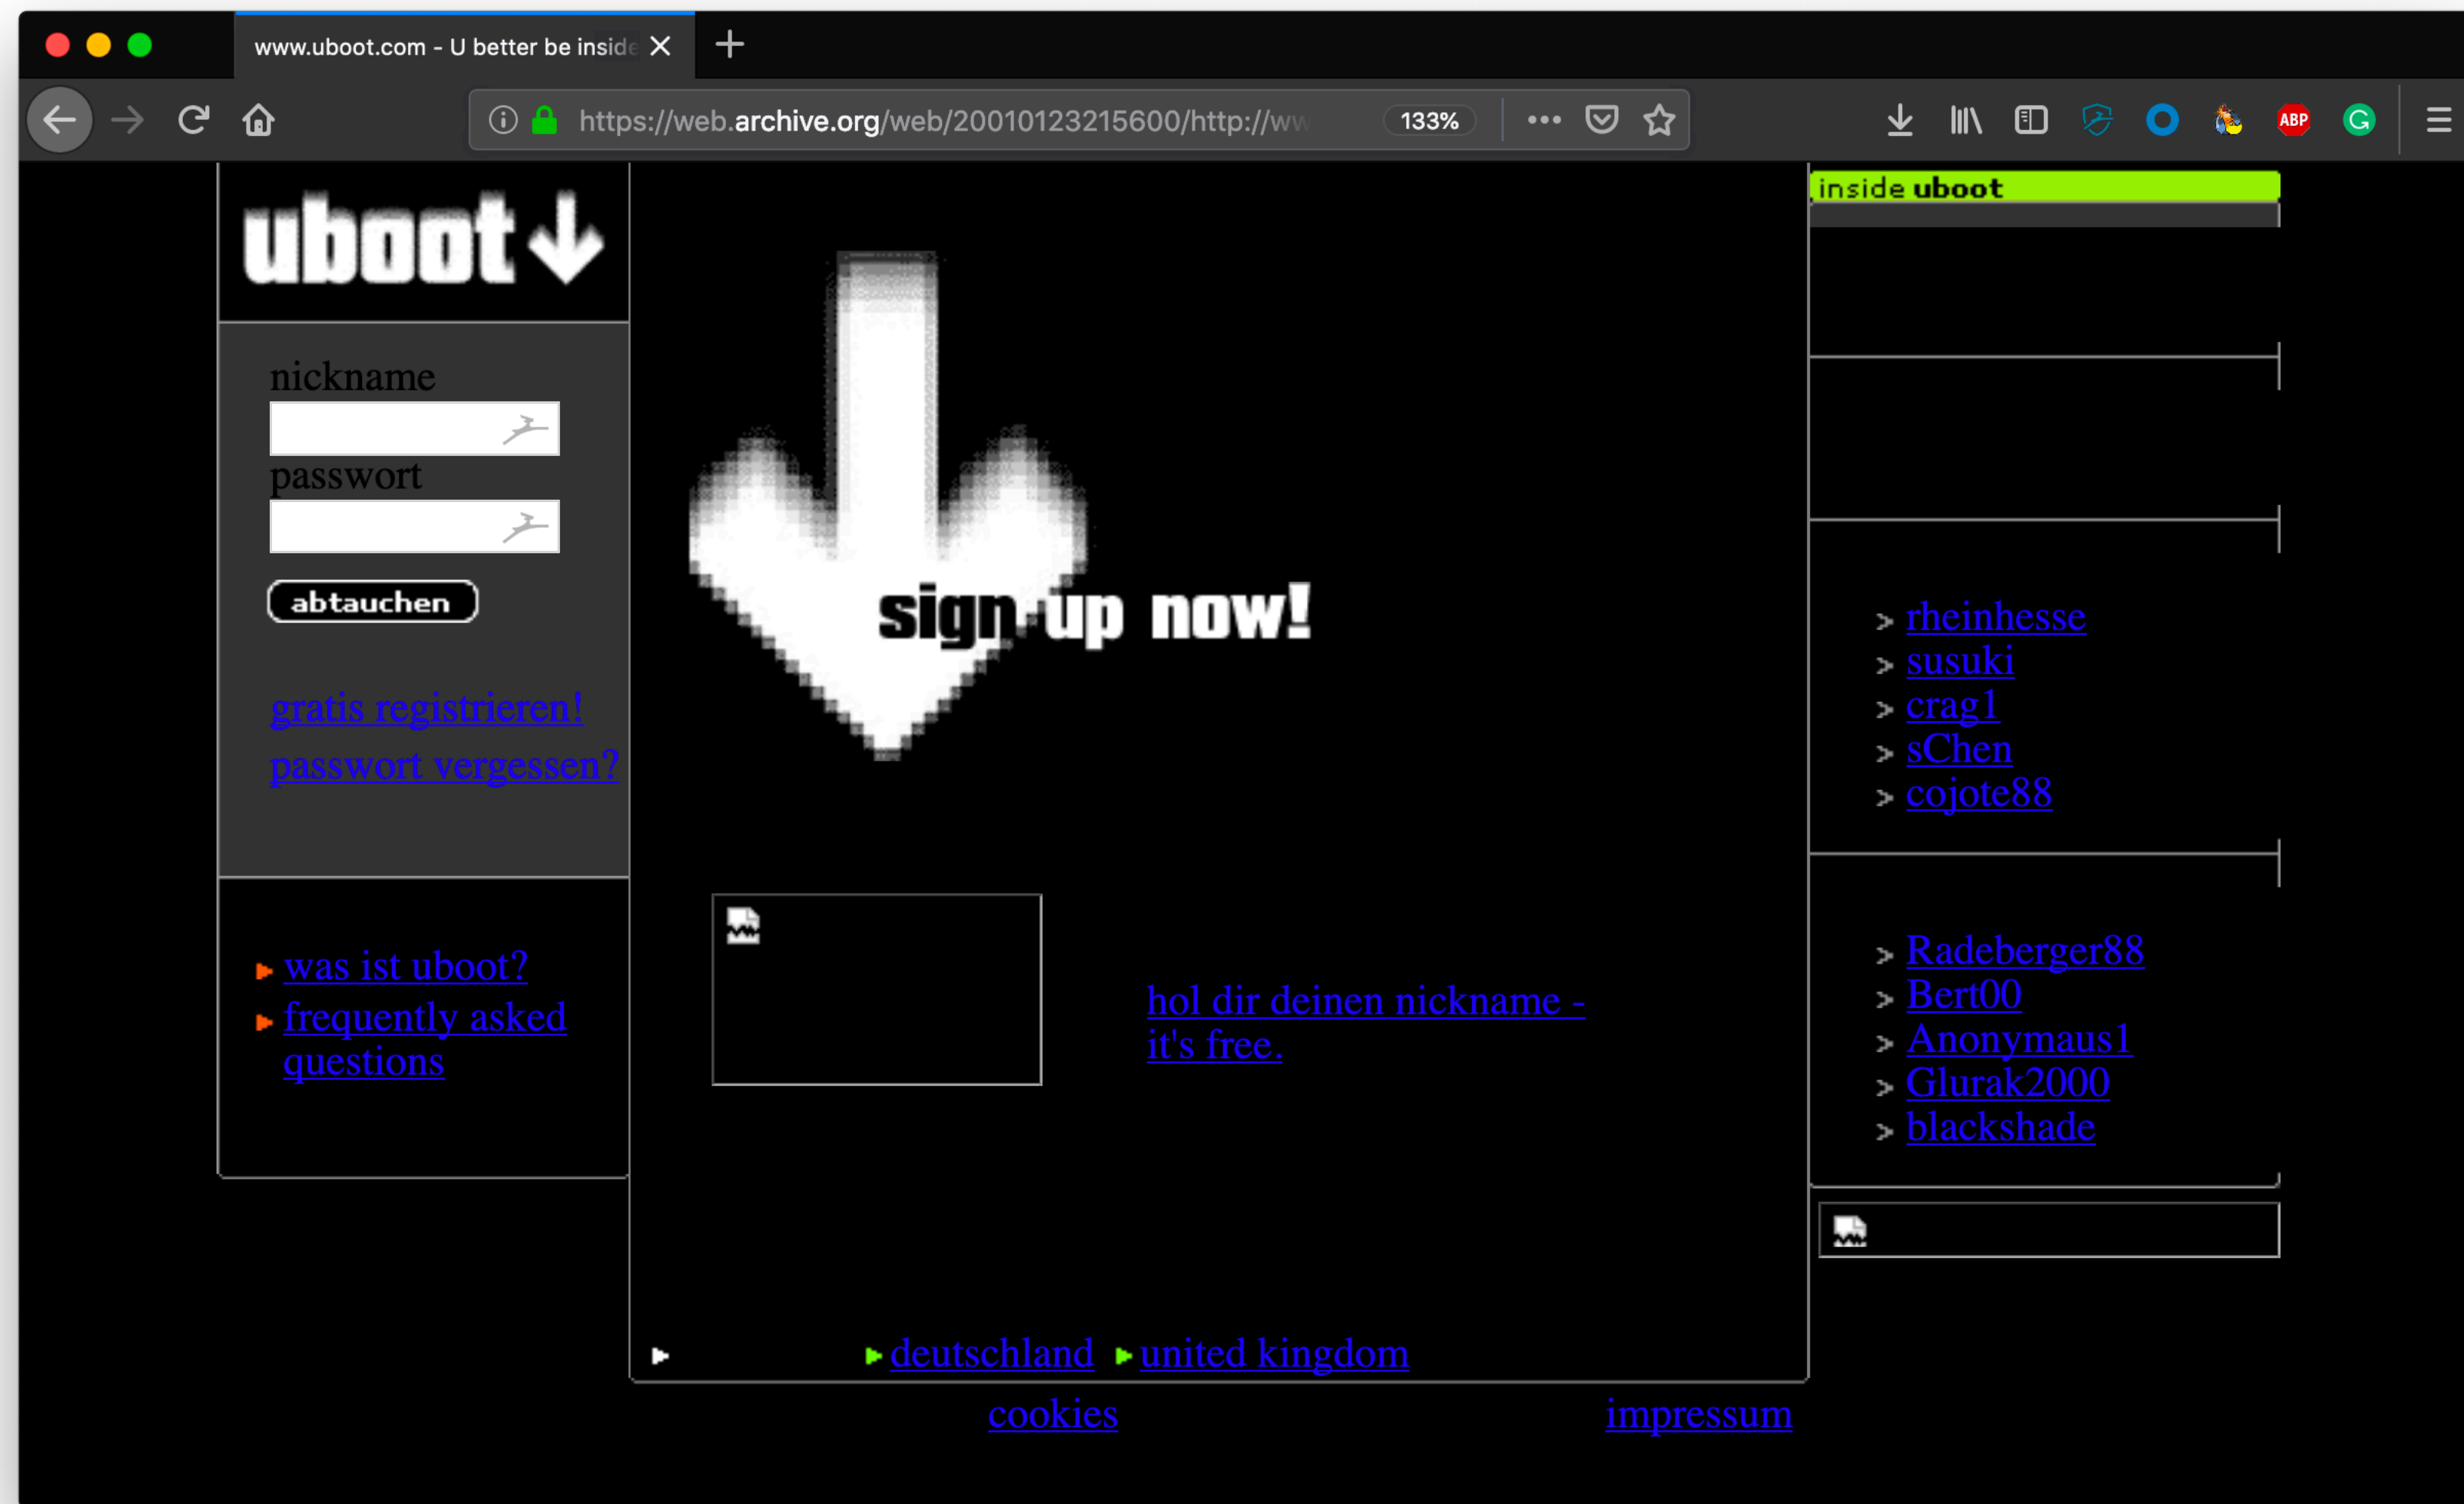 www.uboot.com - U better be inside
https://web.archive.org/web/20010123215600/http://ww
133%
ABP
G
uboot
nickname
passwort
abtauchen
gratis registrieren!
passwort vergessen?
was ist uboot?
frequently asked
questions
sign up now!
hol dir deinen nickname -
it's free.
deutschland
united kingdom
cookies
impressum
inside uboot
> rheinhesse
> susuki
> crag1
> sChen
> cojote88
> Radeberger88
> Bert00
> Anonymaus1
> Glurak2000
> blackshade